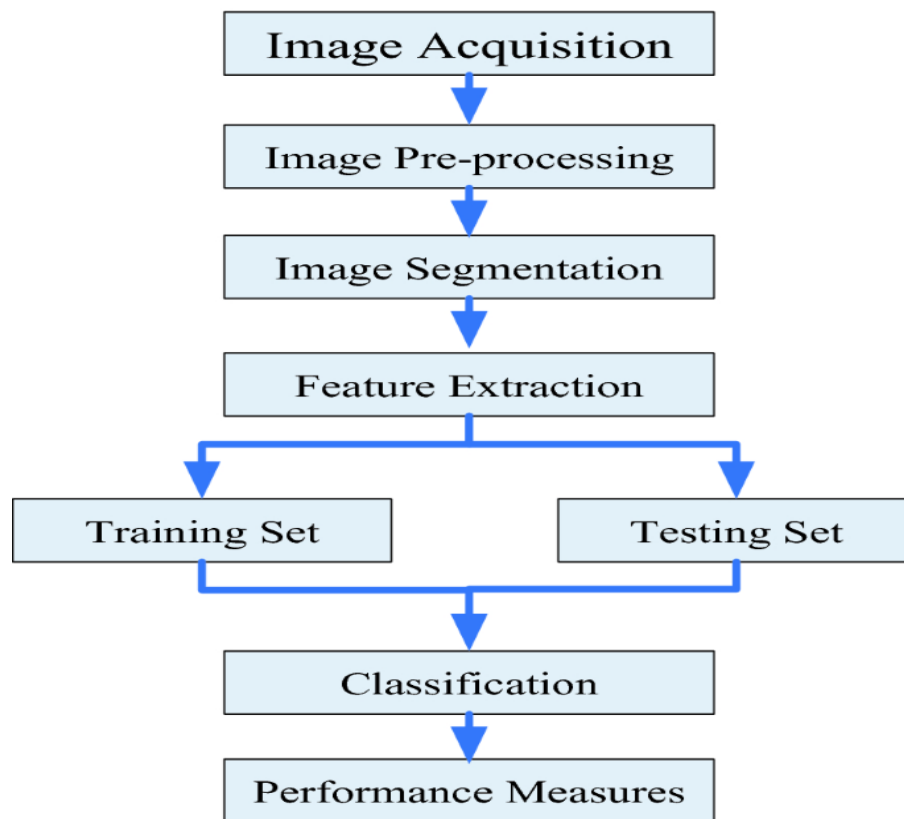 Image Acquisition
Image Pre-processing
Image Segmentation
Feature Extraction
Training Set
Testing Set
Classification
Performance Measures